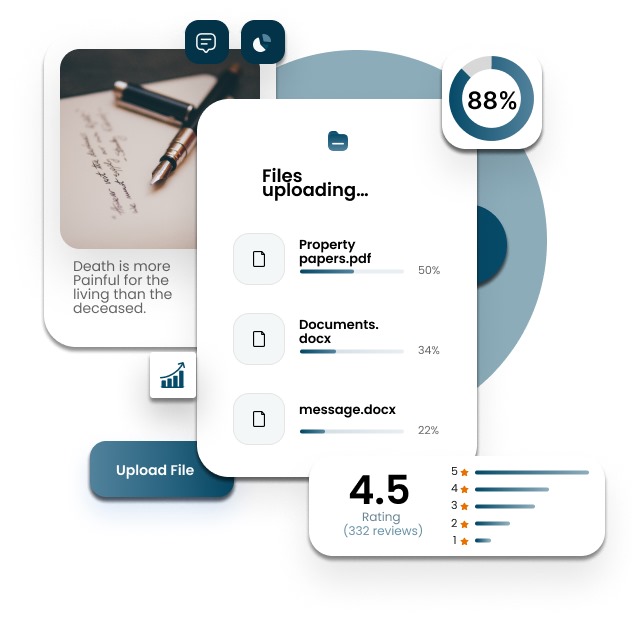 88%
Files
uploading...
Property
papers.pdf
50%
Death is more
Painful for the
living than the
deceased.
Documents.
docx
34%
message.docx
22%
Upload File
4.5
Rating
(332 reviews)
5
4
3
2
1